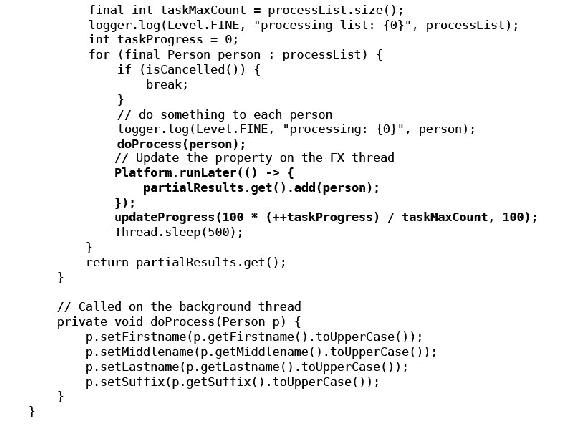 final int taskMaxCount = processList.size();
logger.log(Level.FINE, "processing list: {0}", processList);
int taskProgress = 0;
for (final Person person : processList) {
if (isCancelled()) {
break;
}
// do something to each person
logger.log(Level.FINE, "processing: {0}", person);
doProcess(person);
// Update the property on the FX thread
Platform.runLater(() -> {
partialResults.get().add(person);
});
updateProgress(100 * (++taskProgress) / taskMaxCount, 100);
Thread.sleep(500);
}
return partialResults.get();
}
// Called on the background thread
private void doProcess(Person p) {
p.setFirstname(p.getFirstname().toUpperCase());
p.setMiddlename(p.getMiddlename().toUpperCase());
p.setLastname(p.getLastname().toUpperCase());
p.setSuffix(p.getSuffix().toUpperCase());
}
}